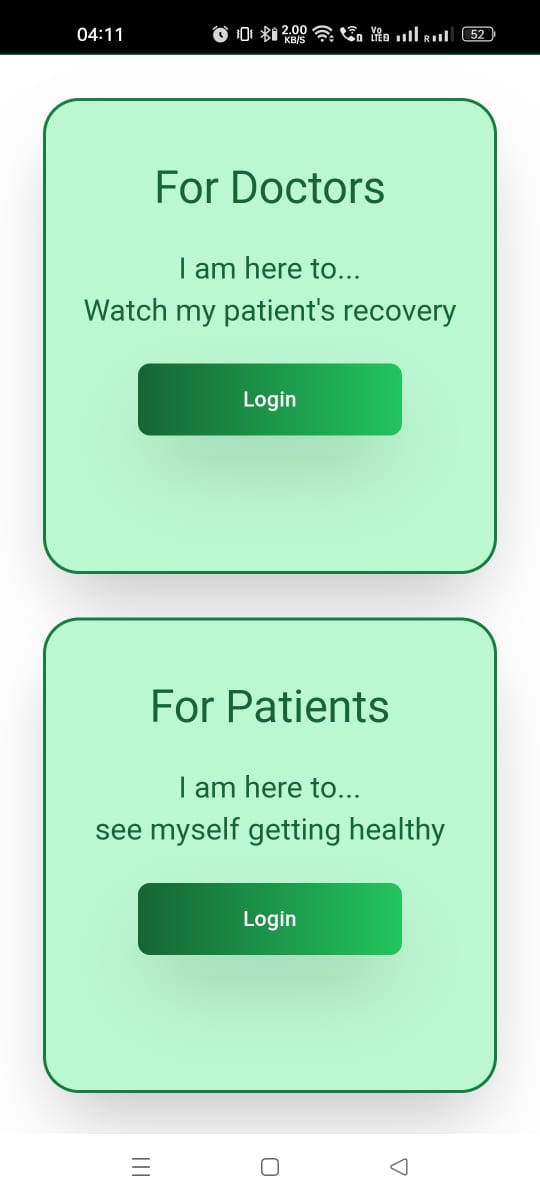 04:11
2.00
KB/S
Vo
LTE
R
52
For Doctors
I am here to...
Watch my patient's recovery
Login
For Patients
I am here to...
see myself getting healthy
Login